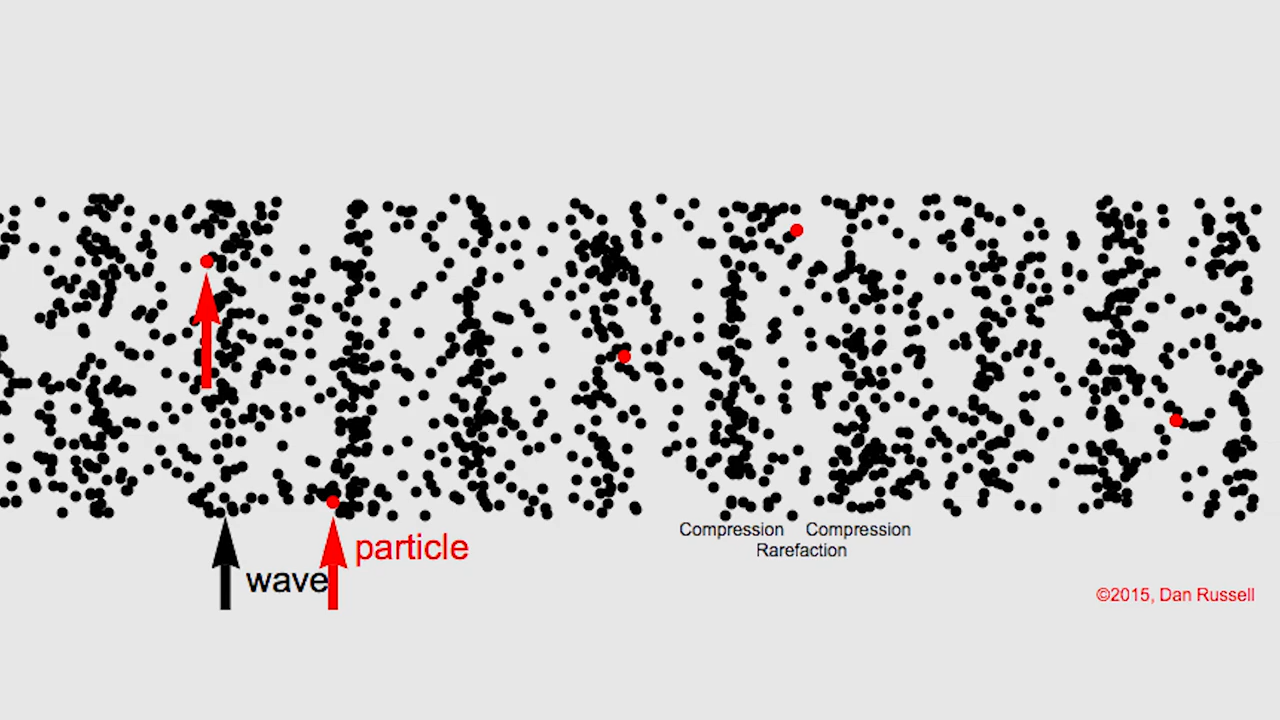 particle
wave
Compression
Compression
Rarefaction
©2015, Dan Russell